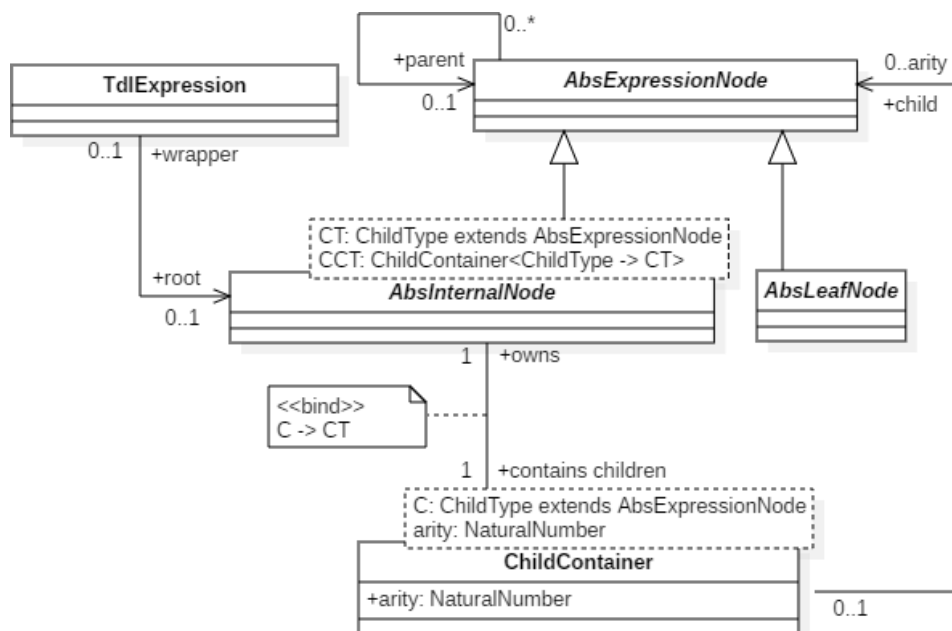 0..*
+parent
0..1
AbsExpressionNode
0..arity
+child
TdlExpression
0..1
+wrapper
CT: ChildType extends AbsExpressionNode
CCT: ChildContainer<ChildType -> CT>
+root
0..1
AbsInternalNode
AbsLeafNode
1
+owns
<<bind>>
C -> CT
1
+contains children
C: ChildType extends AbsExpressionNode
arity: NaturalNumber
ChildContainer
+arity: NaturalNumber
0..1